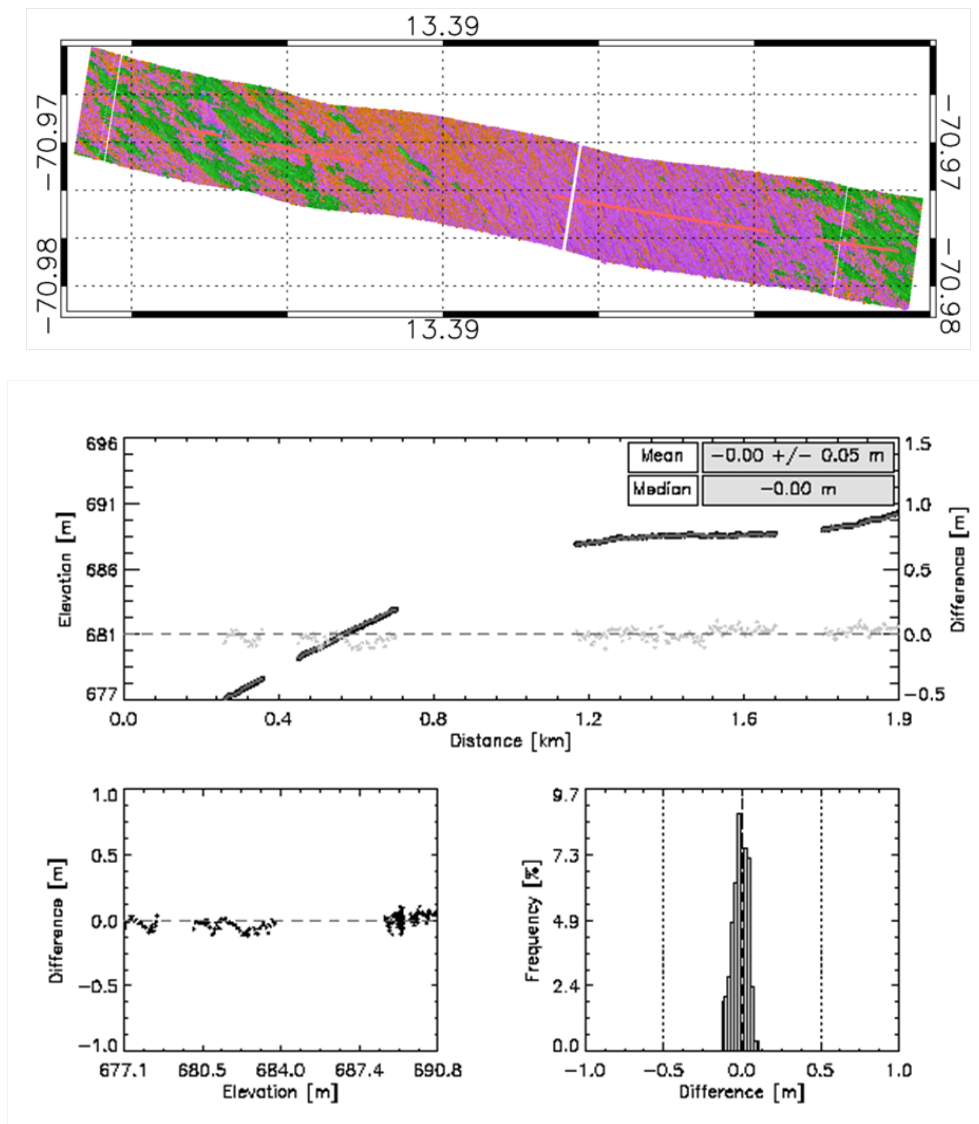 13.39
−70.97
−70.97
−70.98
−70.98
13.39
696
691
686
681
677
Elevation [m]
Mean −0.00 +/− 0.05 m
Median −0.00 m
1.5
1.0
0.5
0.0
−0.5
Difference [m]
0.0 0.4 0.8 1.2 1.6 1.9
Distance [km]
1.0
0.5
0.0
−0.5
−1.0
Difference [m]
677.1 680.5 684.0 687.4 690.8
Elevation [m]
9.7
7.3
4.9
2.4
0.0
Frequency [%]
−1.0 −0.5 0.0 0.5 1.0
Difference [m]